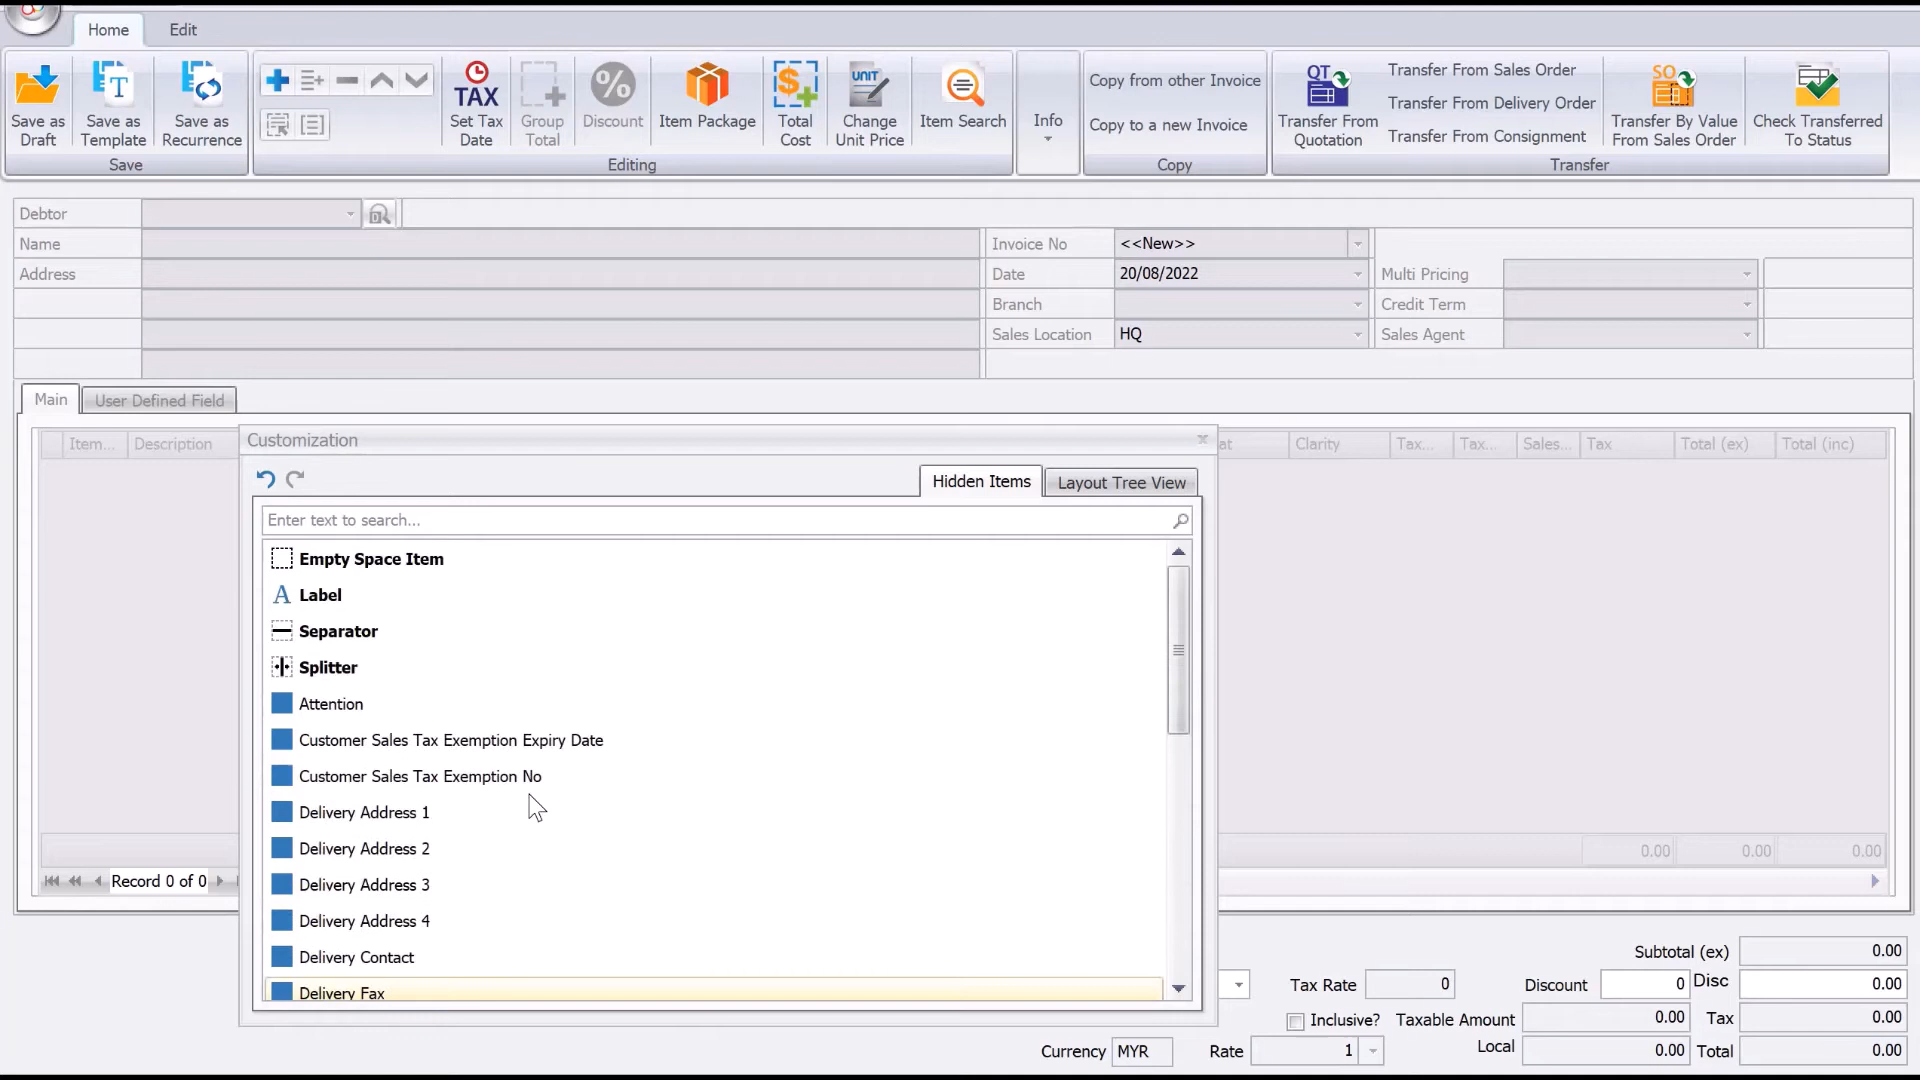 Home Edit
Save as Draft
Save as Template
Save as Recurrence
Save
TAX
Set Tax Date
Group Total
%
Discount
Item Package
$
Total Cost
UNIT
Change Unit Price
Item Search
Editing
Info
Copy from other Invoice
Copy to a new Invoice
Copy
QT
Transfer From Quotation
Transfer From Sales Order
Transfer From Delivery Order
Transfer From Consignment
SO
Transfer By Value From Sales Order
Check Transferred To Status
Transfer
Debtor
Name
Address
Invoice No <<New>>
Date 20/08/2022
Branch
Sales Location HQ
Multi Pricing
Credit Term
Sales Agent
Main User Defined Field
Item... Description
at Clarity Tax... Tax... Sales... Tax Total (ex) Total (inc)
Customization
Hidden Items Layout Tree View
Enter text to search...
Empty Space Item
A Label
Separator
Splitter
Attention
Customer Sales Tax Exemption Expiry Date
Customer Sales Tax Exemption No
Delivery Address 1
Delivery Address 2
Delivery Address 3
Delivery Address 4
Delivery Contact
Delivery Fax
0.00 0.00 0.00
Record 0 of 0
Subtotal (ex) 0.00
Tax Rate 0 Discount 0 Disc 0.00
Inclusive? Taxable Amount 0.00 Tax 0.00
Currency MYR Rate 1 Local 0.00 Total 0.00